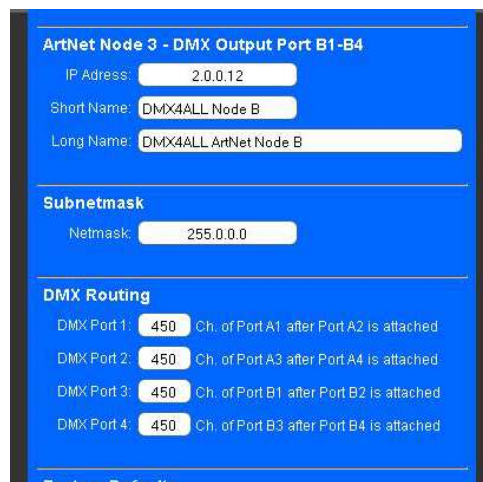 ArtNet Node 3 - DMX Output Port B1-B4
IP Adress: 2.0.0.12
Short Name: DMX4ALL Node B
Long Name: DMX4ALL ArtNet Node B
Subnetmask
Netmask: 255.0.0.0
DMX Routing
DMX Port 1: 450 Ch. of Port A1 after Port A2 is attached
DMX Port 2: 450 Ch. of Port A3 after Port A4 is attached
DMX Port 3: 450 Ch. of Port B1 after Port B2 is attached
DMX Port 4: 450 Ch. of Port B3 after Port B4 is attached